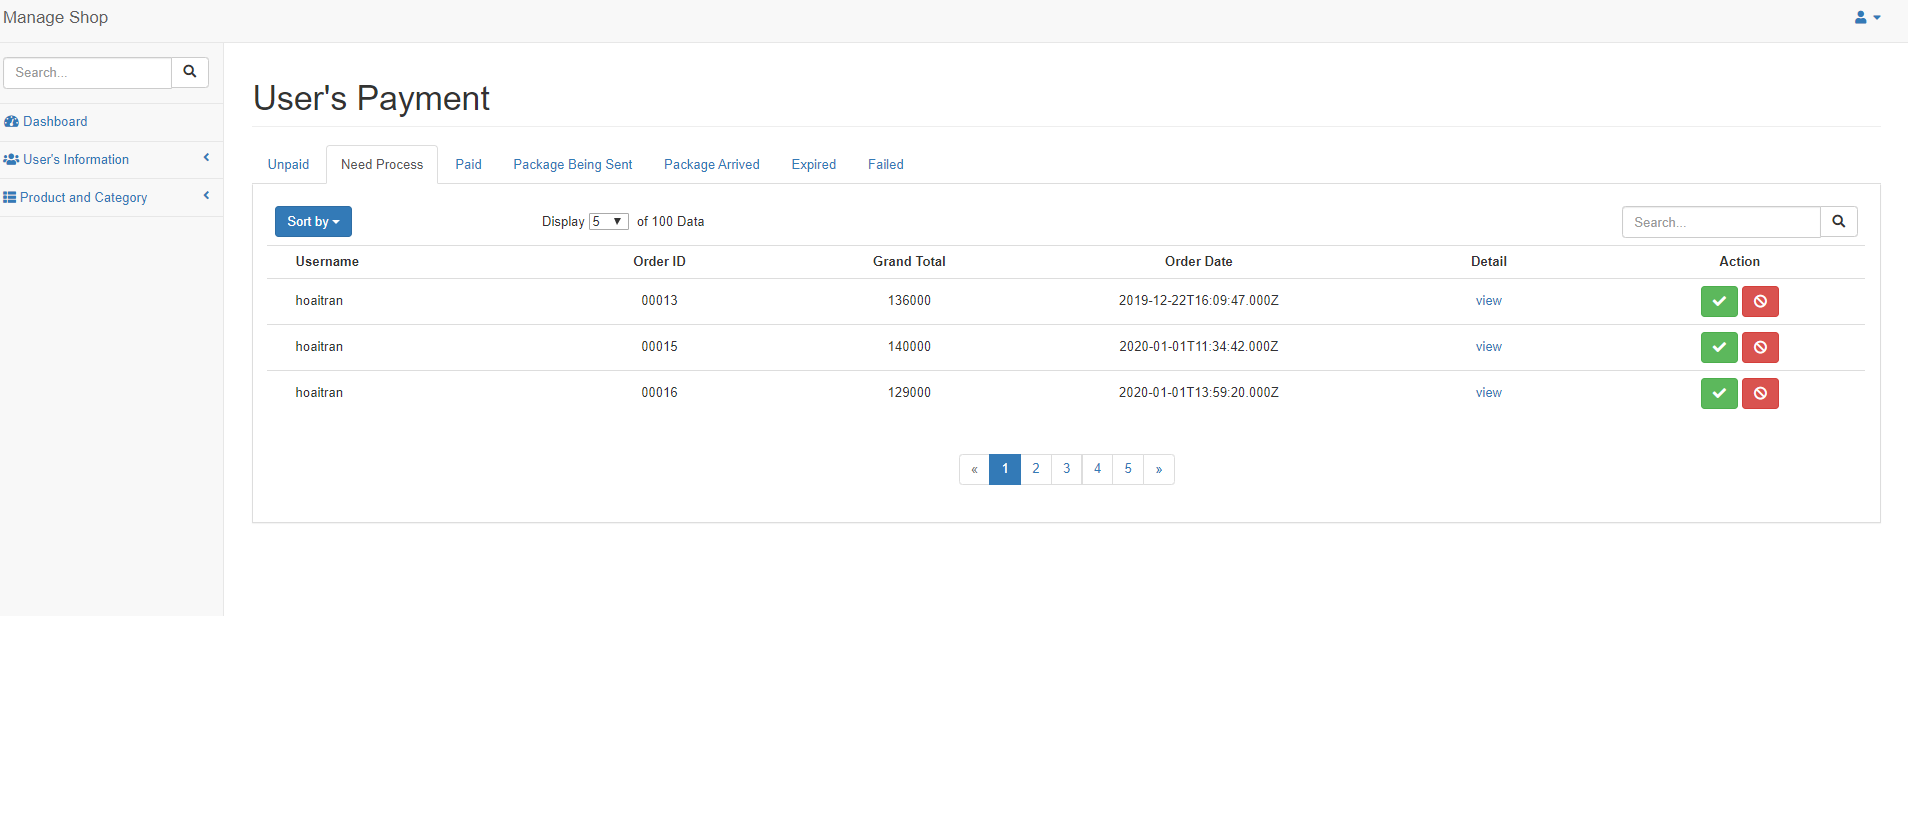 Manage Shop
Search...
Dashboard
User's Information
Product and Category
User's Payment
Unpaid Need Process Paid Package Being Sent Package Arrived Expired Failed
Sort by Display 5 of 100 Data Search...
Username Order ID Grand Total Order Date Detail Action
hoaitran 00013 136000 2019-12-22T16:09:47.000Z view
hoaitran 00015 140000 2020-01-01T11:34:42.000Z view
hoaitran 00016 129000 2020-01-01T13:59:20.000Z view
« 1 2 3 4 5 »